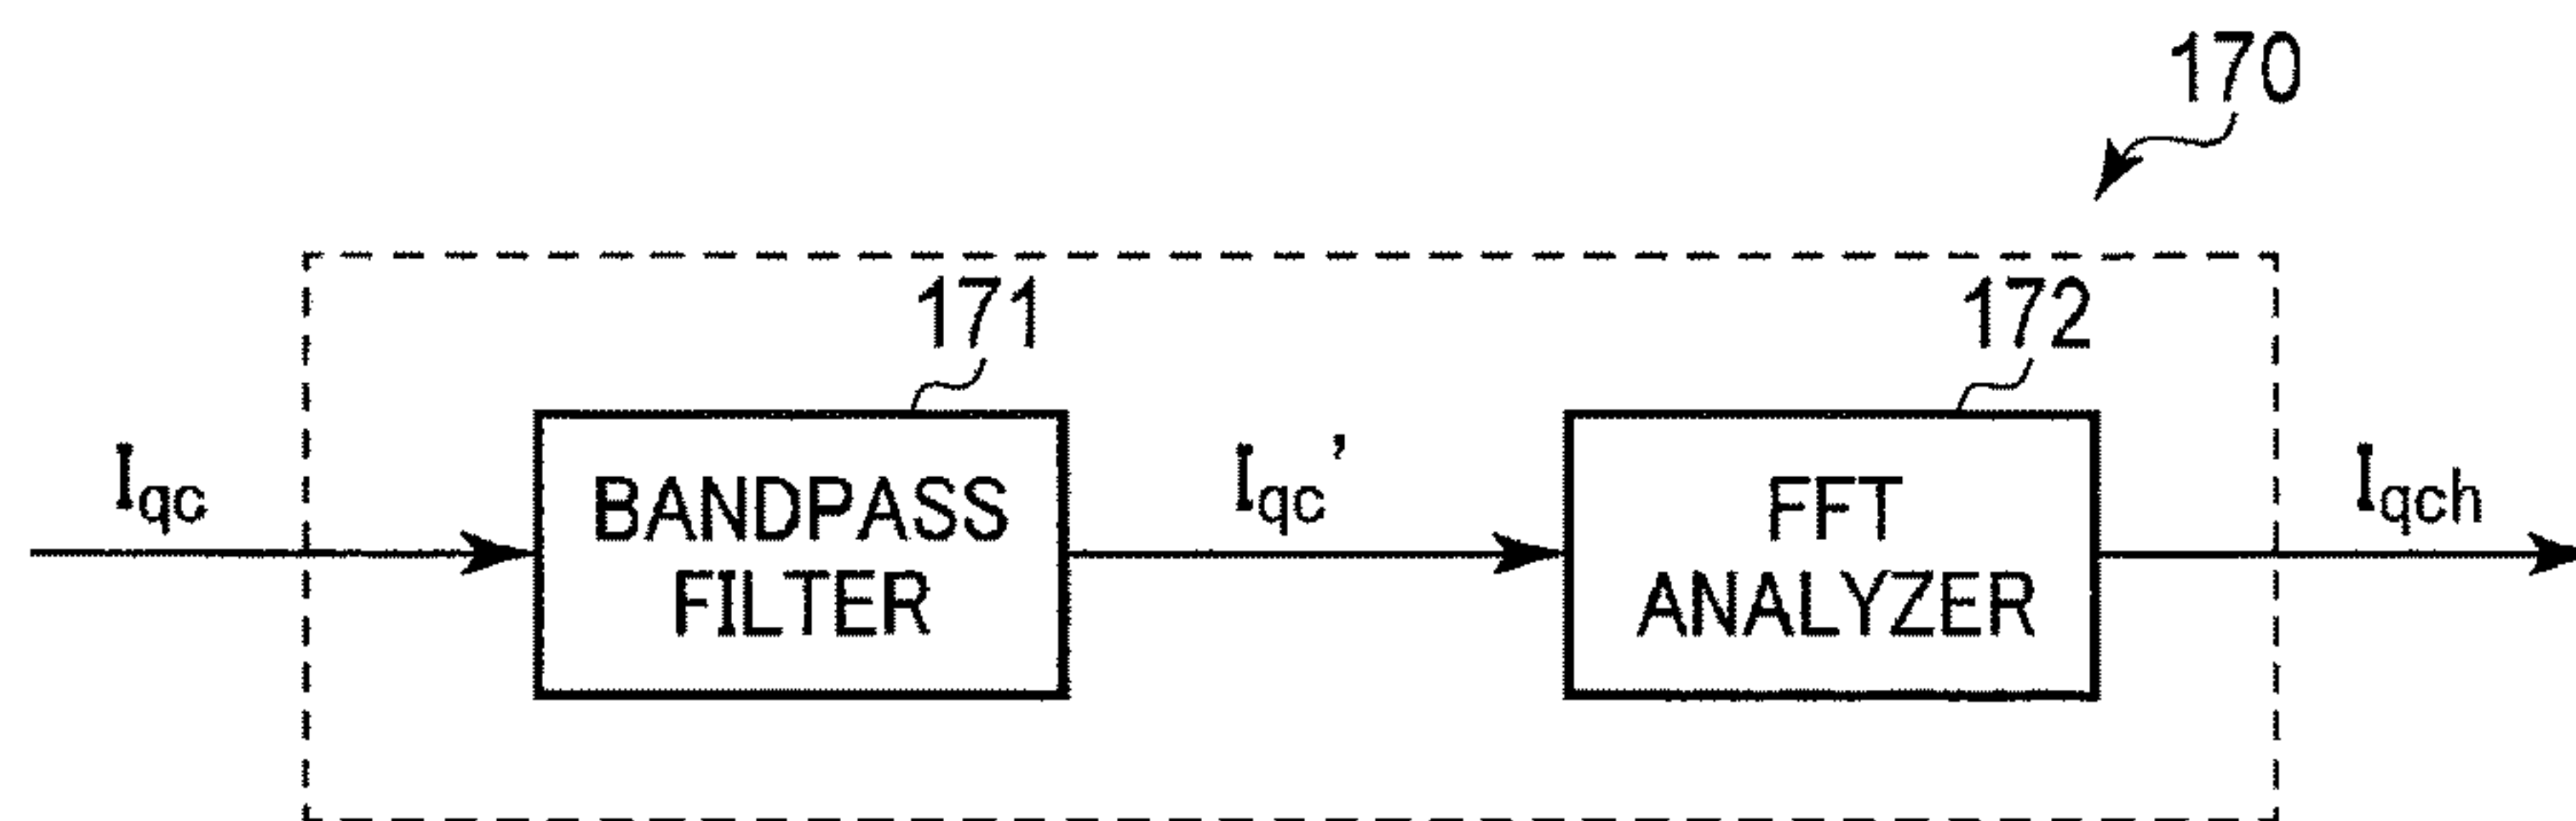 170
171
172
Iqc
BANDPASS
FILTER
Iqc'
FFT
ANALYZER
Iqch